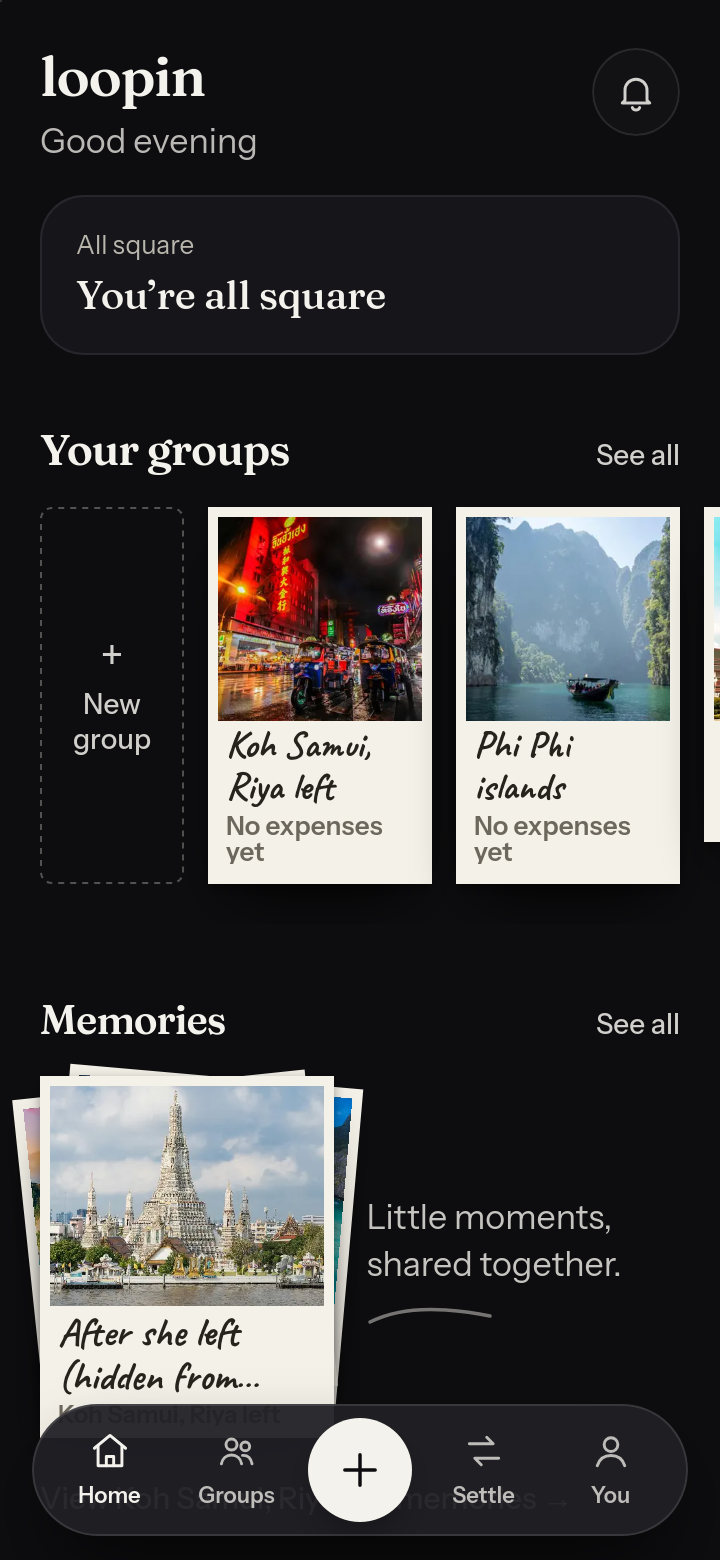 loopin
Good evening
All square
You’re all square
Your groups
See all
+
New
group
Koh Samui,
Riya left
No expenses
yet
Phi Phi
islands
No expenses
yet
Memories
See all
Little moments,
shared together.
After she left
(hidden from...
Koh Samui, Riya left
Home
Groups
Settle
You